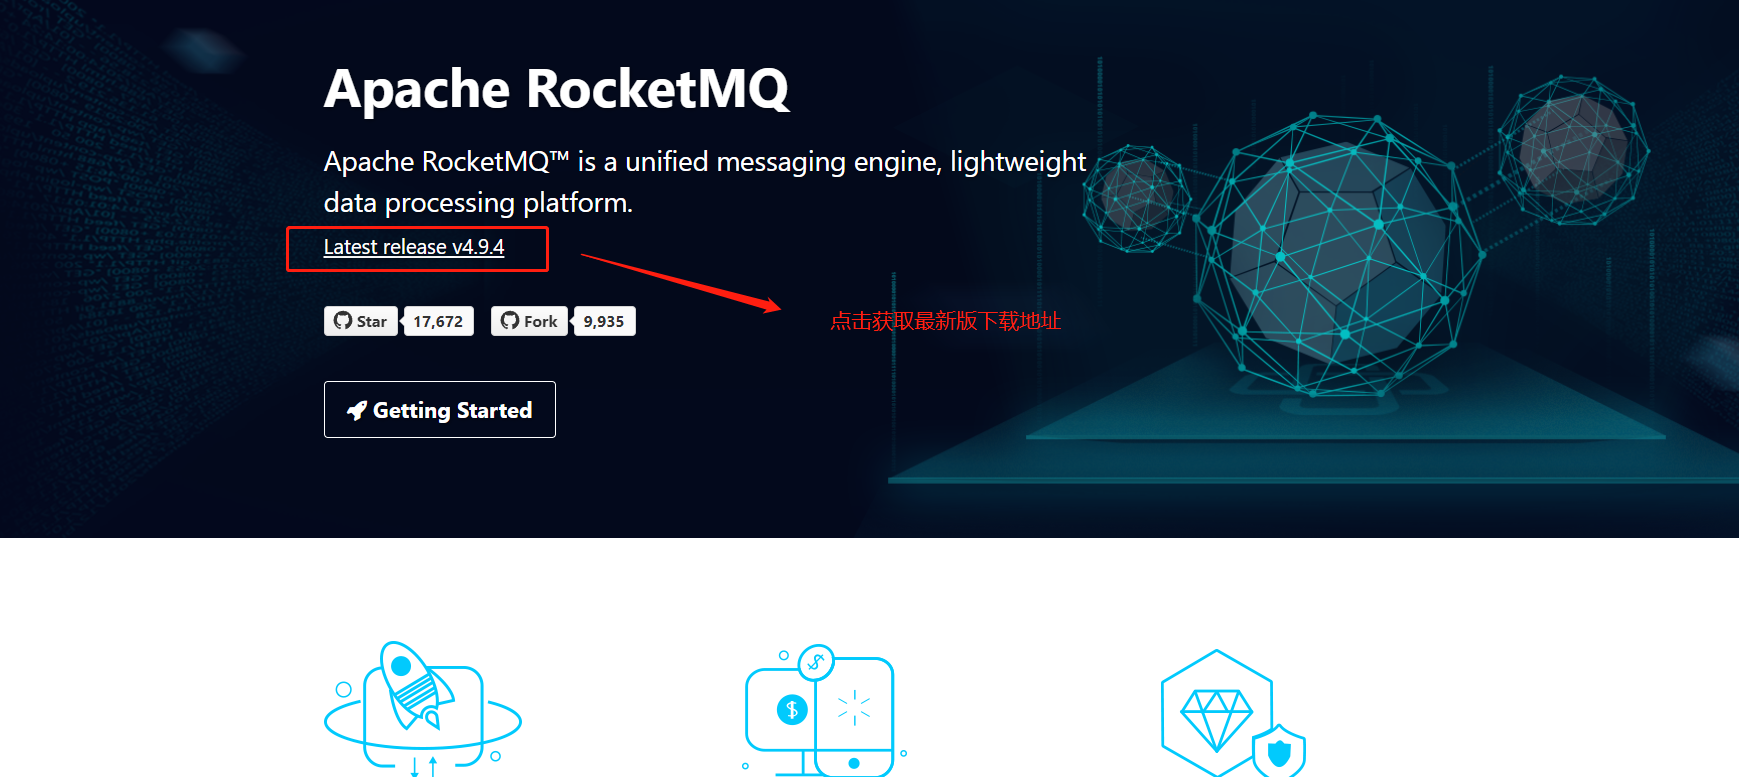 Apache RocketMQ
Apache RocketMQ™ is a unified messaging engine, lightweight
data processing platform.
Latest release v4.9.4
点击获取最新版下载地址
Star 17,672 Fork 9,935
Getting Started